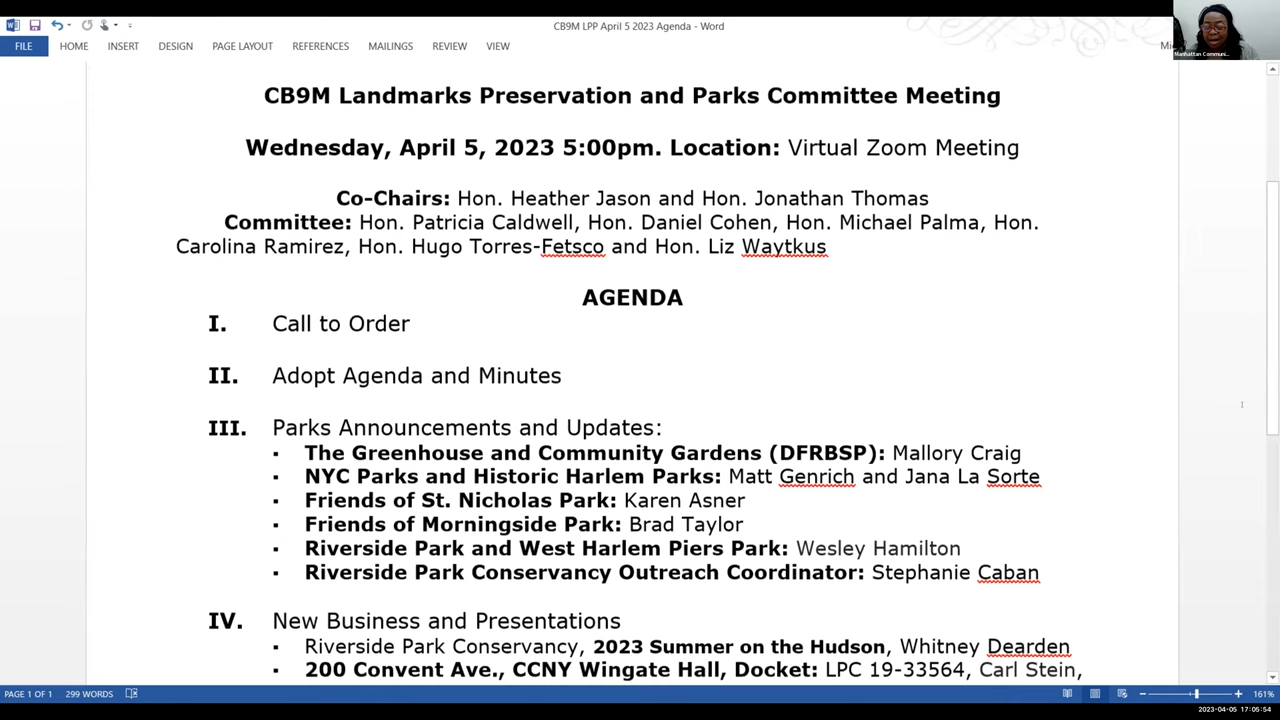 CB9M LPP April 5 2023 Agenda - Word
FILE HOME INSERT DESIGN PAGE LAYOUT REFERENCES MAILINGS REVIEW VIEW
Manhattan Communi...
CB9M Landmarks Preservation and Parks Committee Meeting
Wednesday, April 5, 2023 5:00pm. Location: Virtual Zoom Meeting
Co-Chairs: Hon. Heather Jason and Hon. Jonathan Thomas
Committee: Hon. Patricia Caldwell, Hon. Daniel Cohen, Hon. Michael Palma, Hon.
Carolina Ramirez, Hon. Hugo Torres-Fetsco and Hon. Liz Waytkus
AGENDA
I. Call to Order
II. Adopt Agenda and Minutes
III. Parks Announcements and Updates:
▪ The Greenhouse and Community Gardens (DFRBSP): Mallory Craig
▪ NYC Parks and Historic Harlem Parks: Matt Genrich and Jana La Sorte
▪ Friends of St. Nicholas Park: Karen Asner
▪ Friends of Morningside Park: Brad Taylor
▪ Riverside Park and West Harlem Piers Park: Wesley Hamilton
▪ Riverside Park Conservancy Outreach Coordinator: Stephanie Caban
IV. New Business and Presentations
▪ Riverside Park Conservancy, 2023 Summer on the Hudson, Whitney Dearden
▪ 200 Convent Ave., CCNY Wingate Hall, Docket: LPC 19-33564, Carl Stein,
PAGE 1 OF 1 299 WORDS 161%
2023-04-05 17:05:54